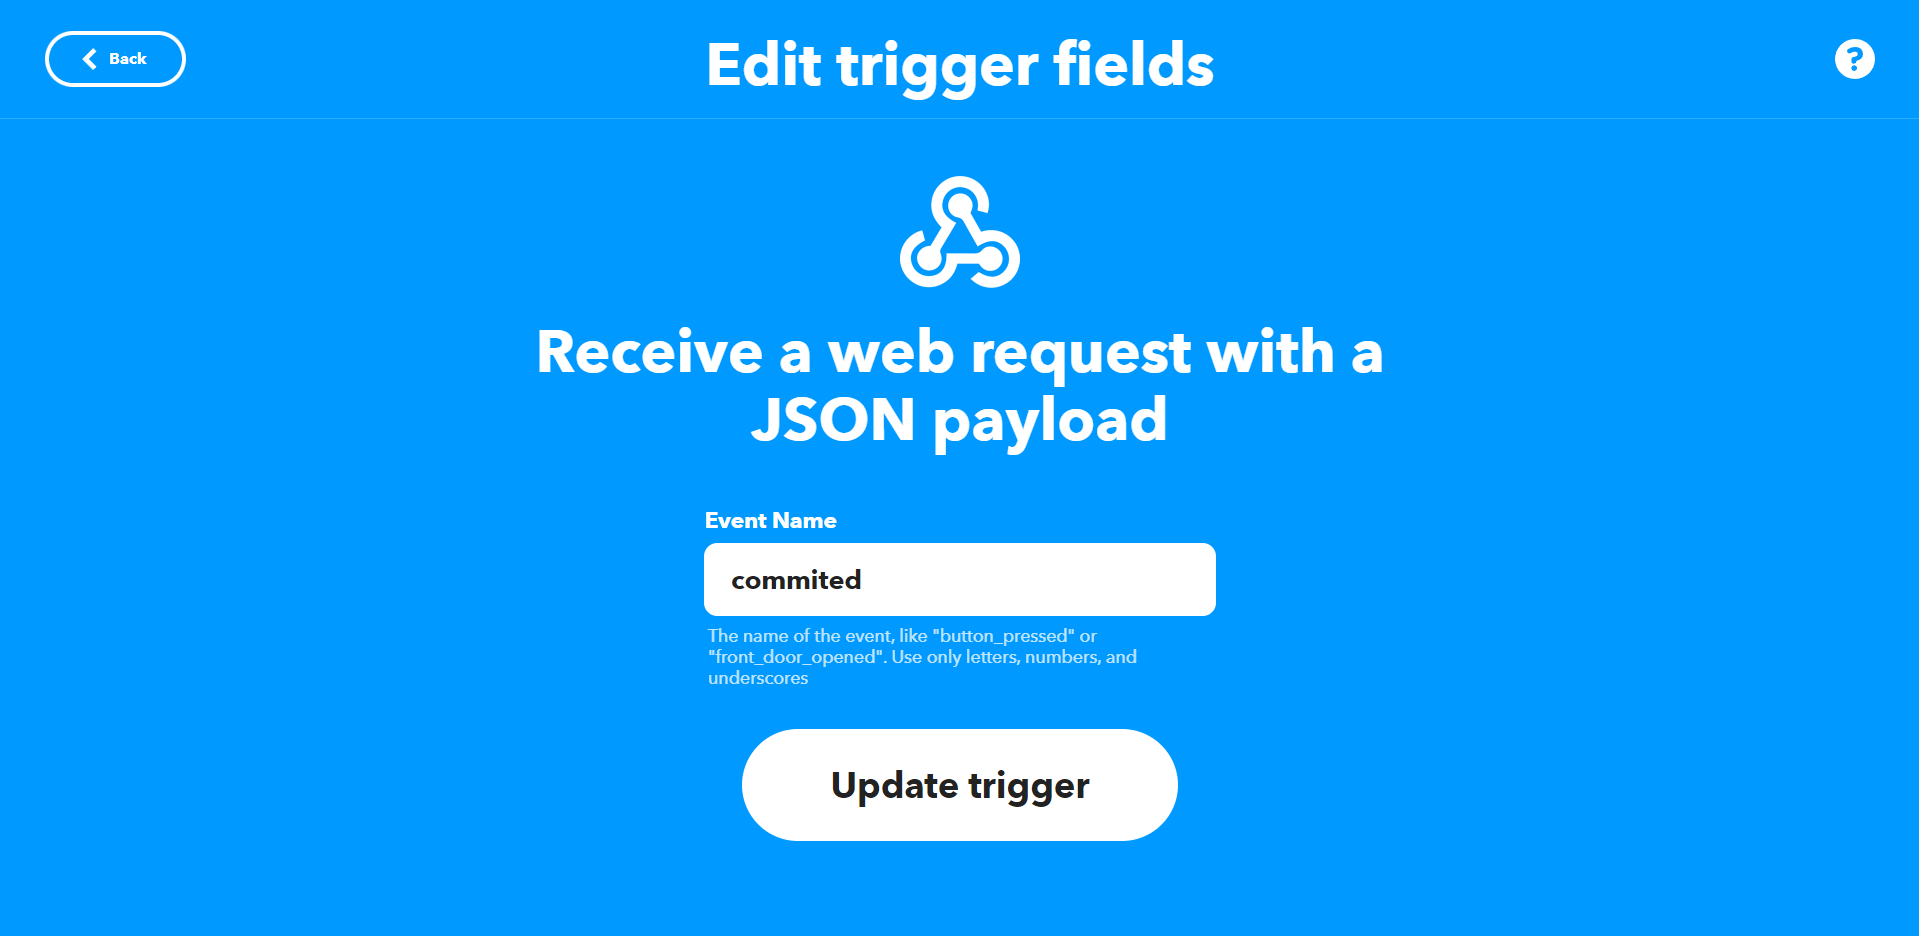 Back
Edit trigger fields
?
Receive a web request with a
JSON payload
Event Name
commited
The name of the event, like "button_pressed" or
"front_door_opened". Use only letters, numbers, and
underscores
Update trigger